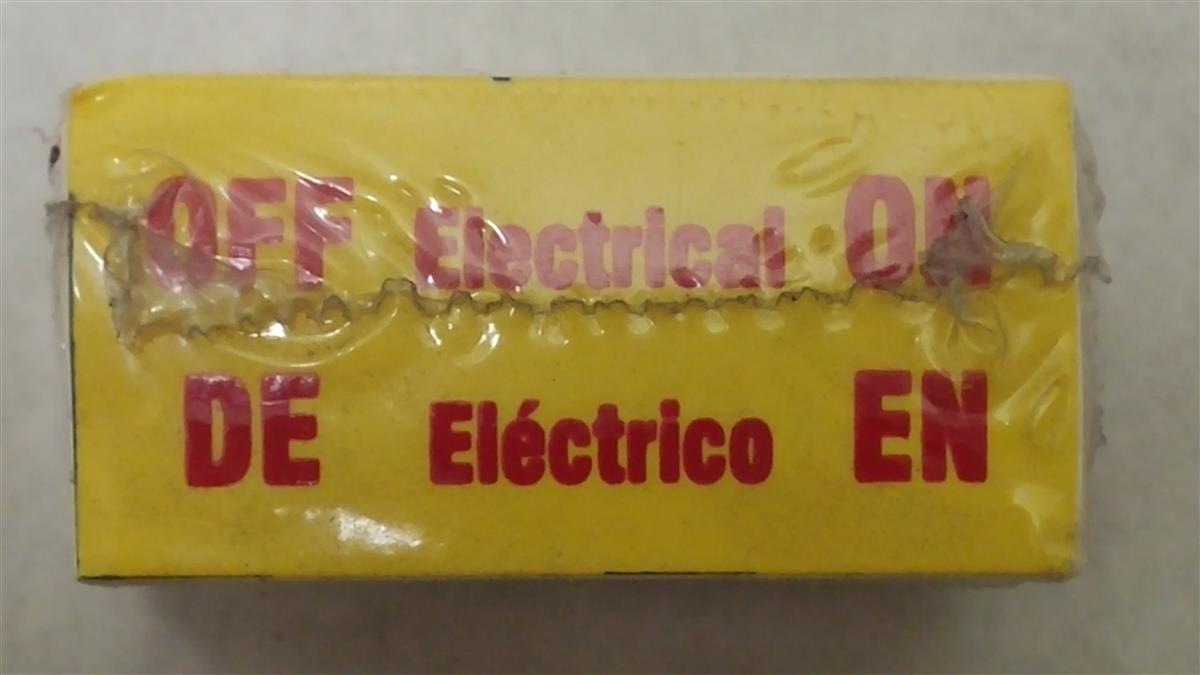 OFF Electrical ON
DE Eléctrico EN